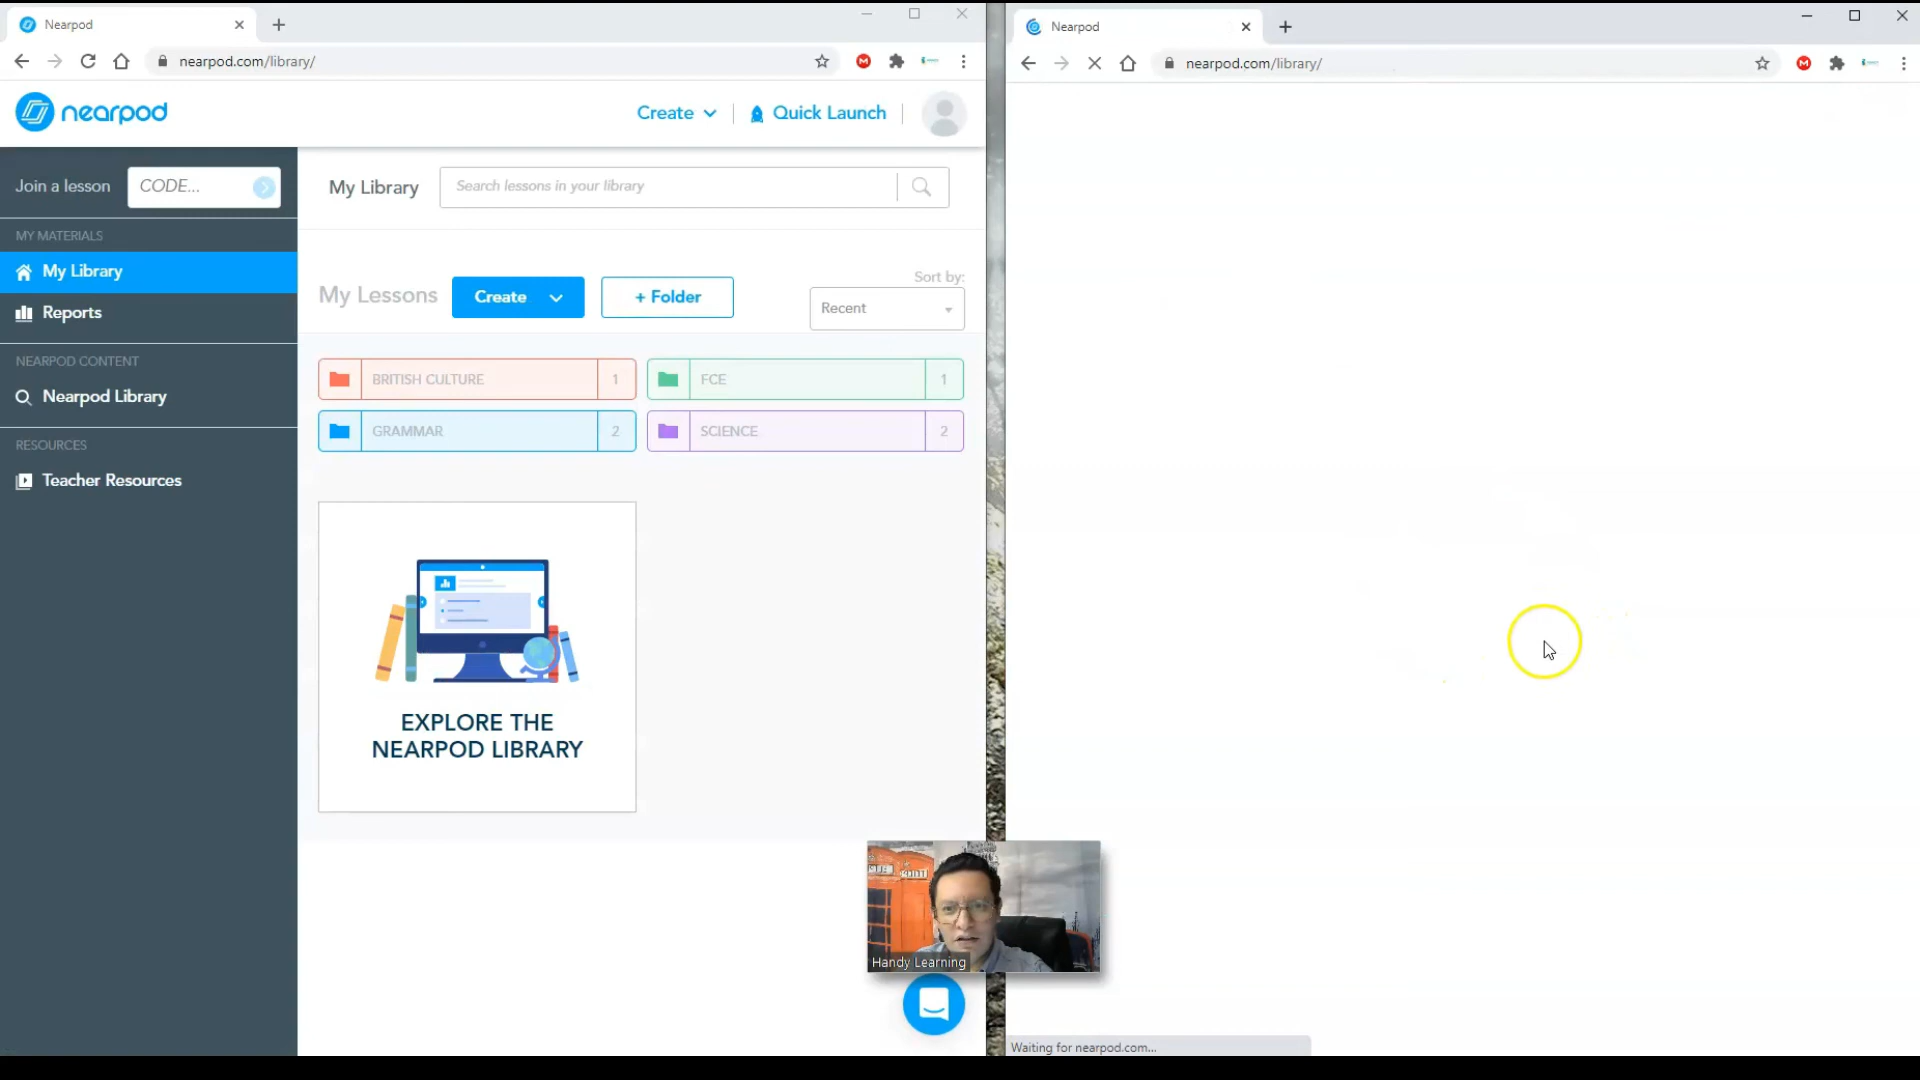 Nearpod
nearpod.com/library/
nearpod
Create
Quick Launch
Join a lesson
CODE...
MY MATERIALS
My Library
Reports
NEARPOD CONTENT
Nearpod Library
RESOURCES
Teacher Resources
My Library
Search lessons in your library
My Lessons
Create
+ Folder
Sort by:
Recent
BRITISH CULTURE 1
FCE 1
GRAMMAR 2
SCIENCE 2
EXPLORE THE
NEARPOD LIBRARY
Handy Learning
Nearpod
nearpod.com/library/
Waiting for nearpod.com...